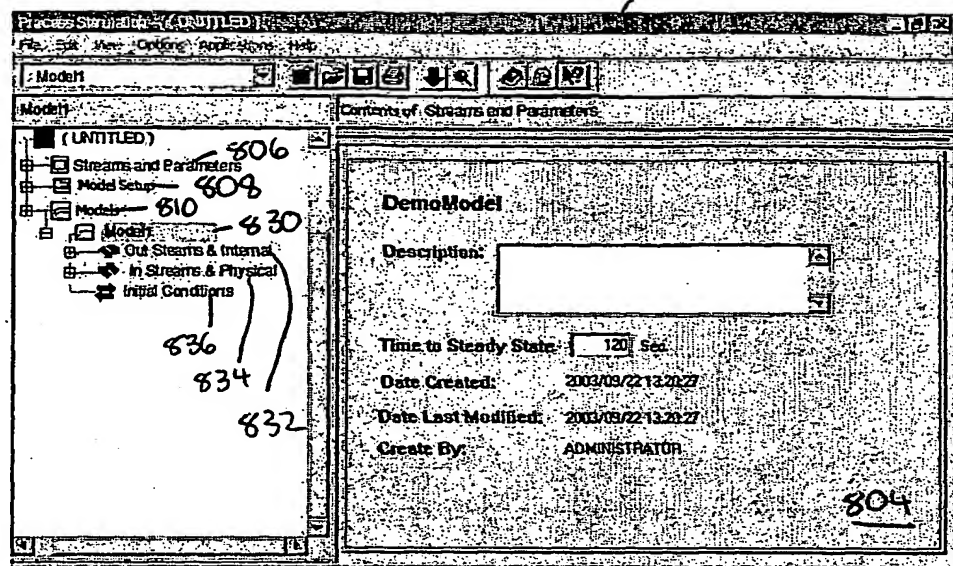 Process Simulation - ( UNTITLED )
File Edit View Options Applications Help
: Model1
Model1
Contents of Streams and Parameters
( UNTITLED )
Streams and Parameters 806
Model Setup 808
Models 810
Model1 830
Out Streams & Internal
In Streams & Physical
Initial Conditions
836
834
832
DemoModel
Description:
Time to Steady State 120 Sec
Date Created: 2003/09/22 13:20:27
Date Last Modified: 2003/09/22 13:20:27
Create By: ADMINISTRATOR
804